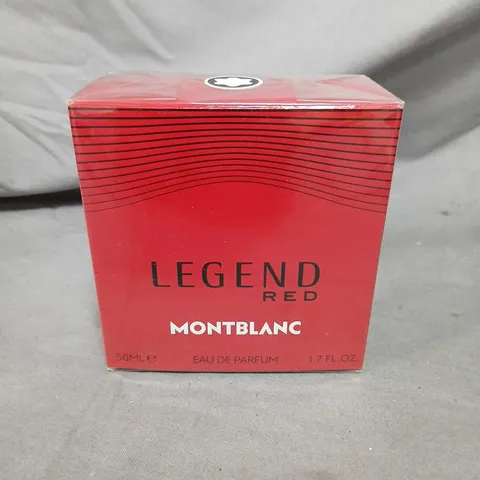 LEGEND
RED
MONTBLANC
50ML e EAU DE PARFUM 1.7 FL.OZ.